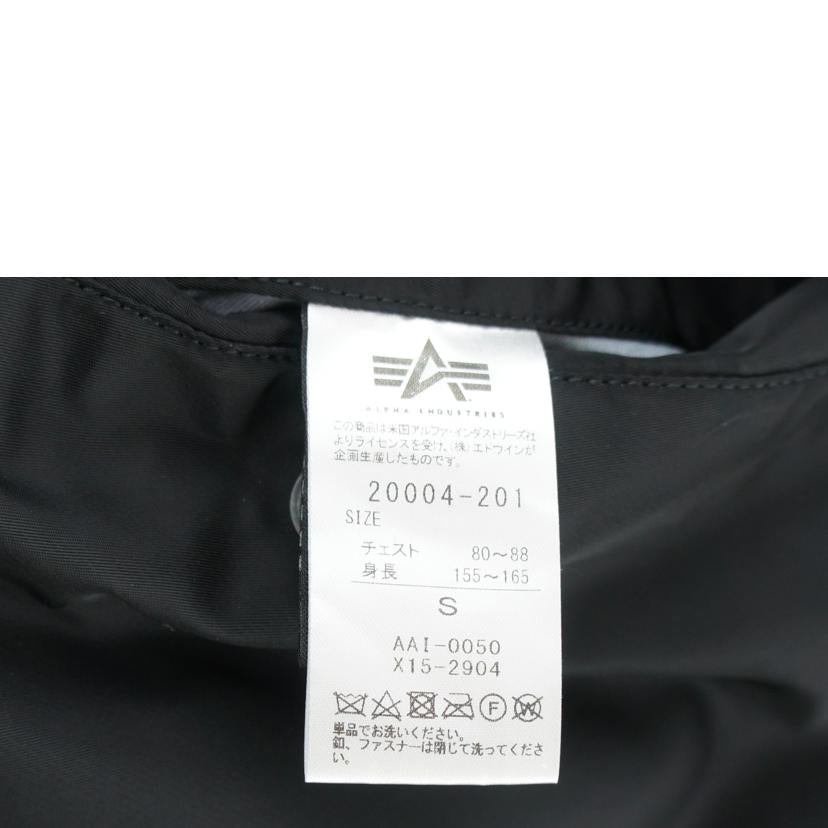 ALPHA INDUSTRIES
この商品は米国アルファ・インダストリーズ社
よりライセンスを受け、(株)エドウインが
企画生産したものです。
20004-201
SIZE
チェスト 80～88
身長 155～165
S
AAI-0050
X15-2904
F W
単品でお洗いください。
釦、ファスナーは閉じて洗ってくださ
い。